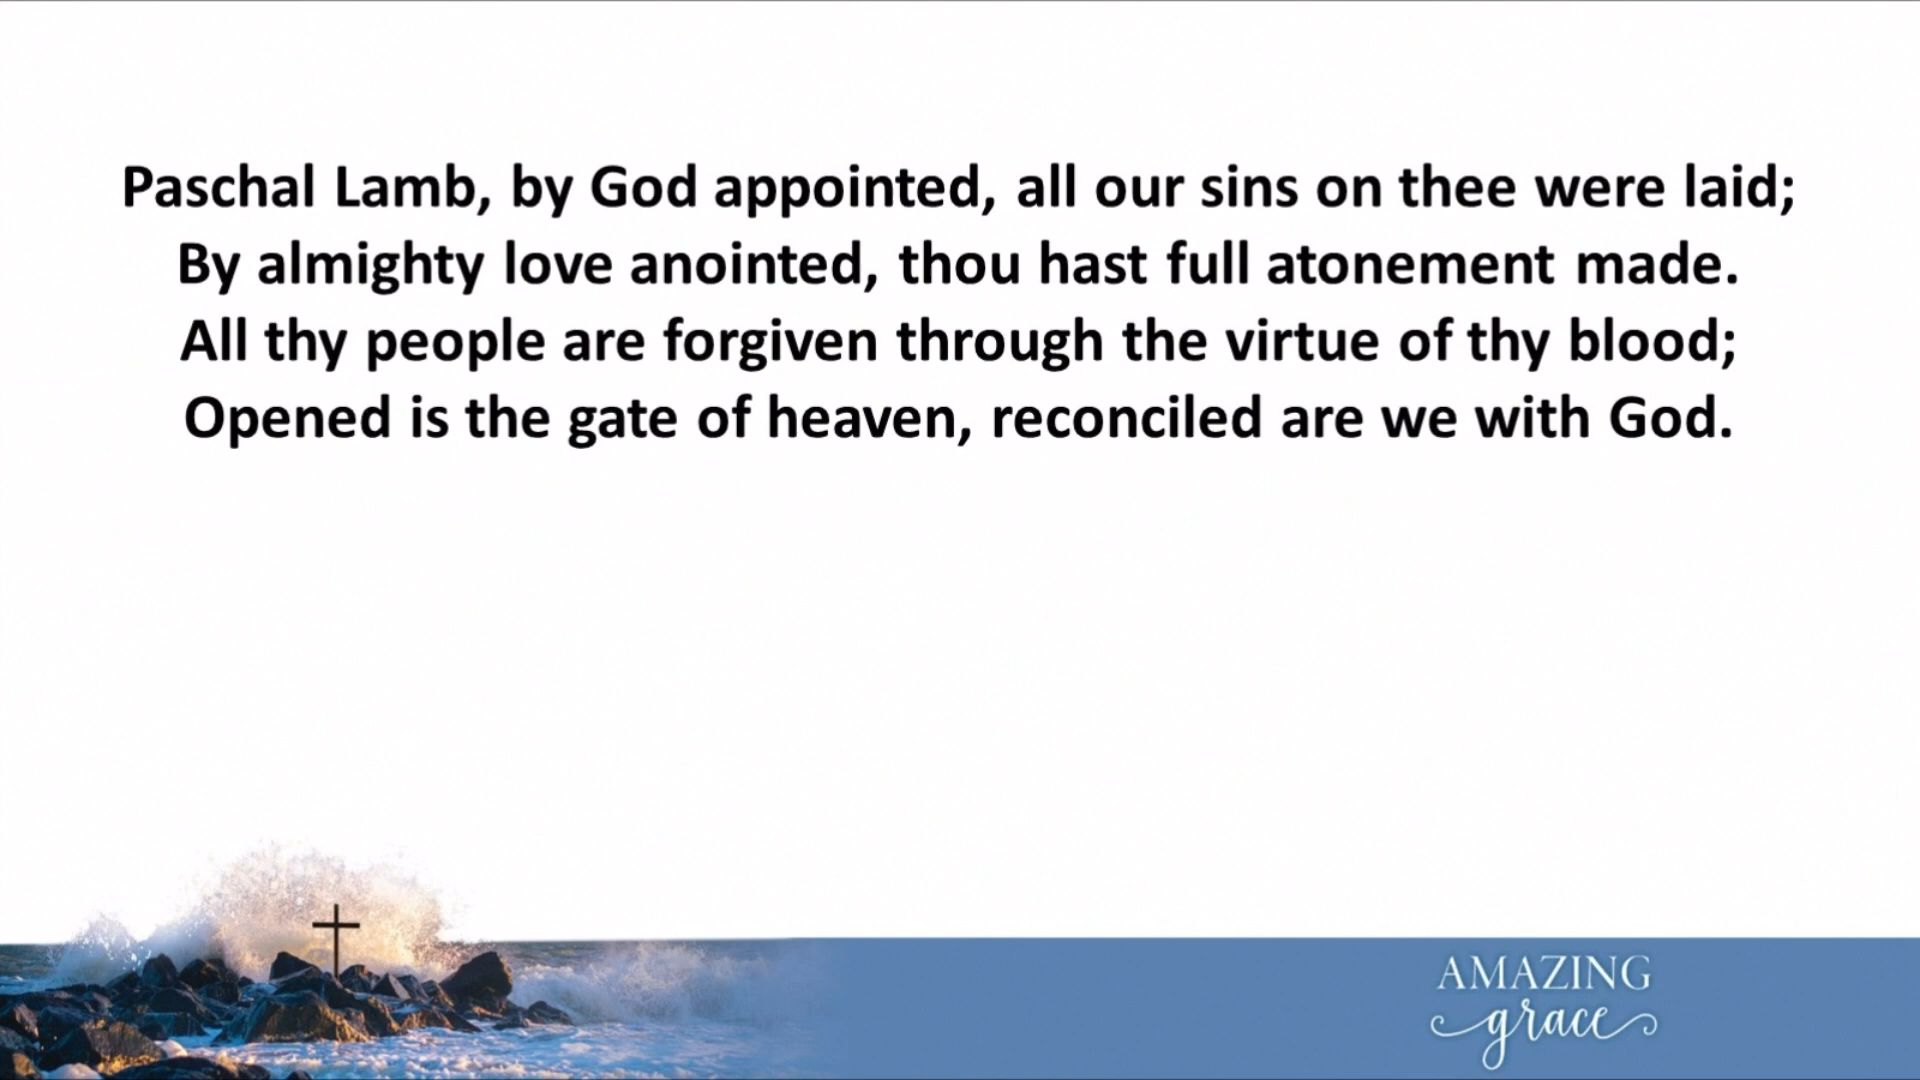 Paschal Lamb, by God appointed, all our sins on thee were laid;
By almighty love anointed, thou hast full atonement made.
All thy people are forgiven through the virtue of thy blood;
Opened is the gate of heaven, reconciled are we with God.
AMAZING
grace